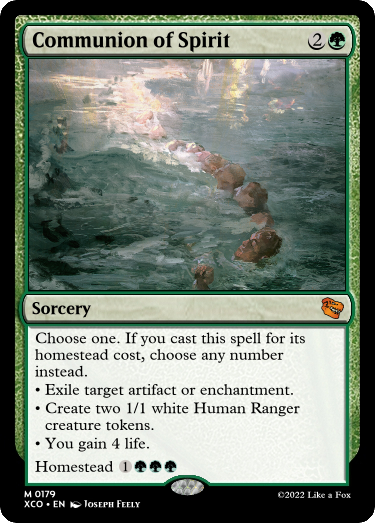 Communion of Spirit 2
Sorcery
Choose one. If you cast this spell for its
homestead cost, choose any number
instead.
• Exile target artifact or enchantment.
• Create two 1/1 white Human Ranger
creature tokens.
• You gain 4 life.
Homestead 1
M 0179
XCO • EN Joseph Feely
©2022 Like a Fox